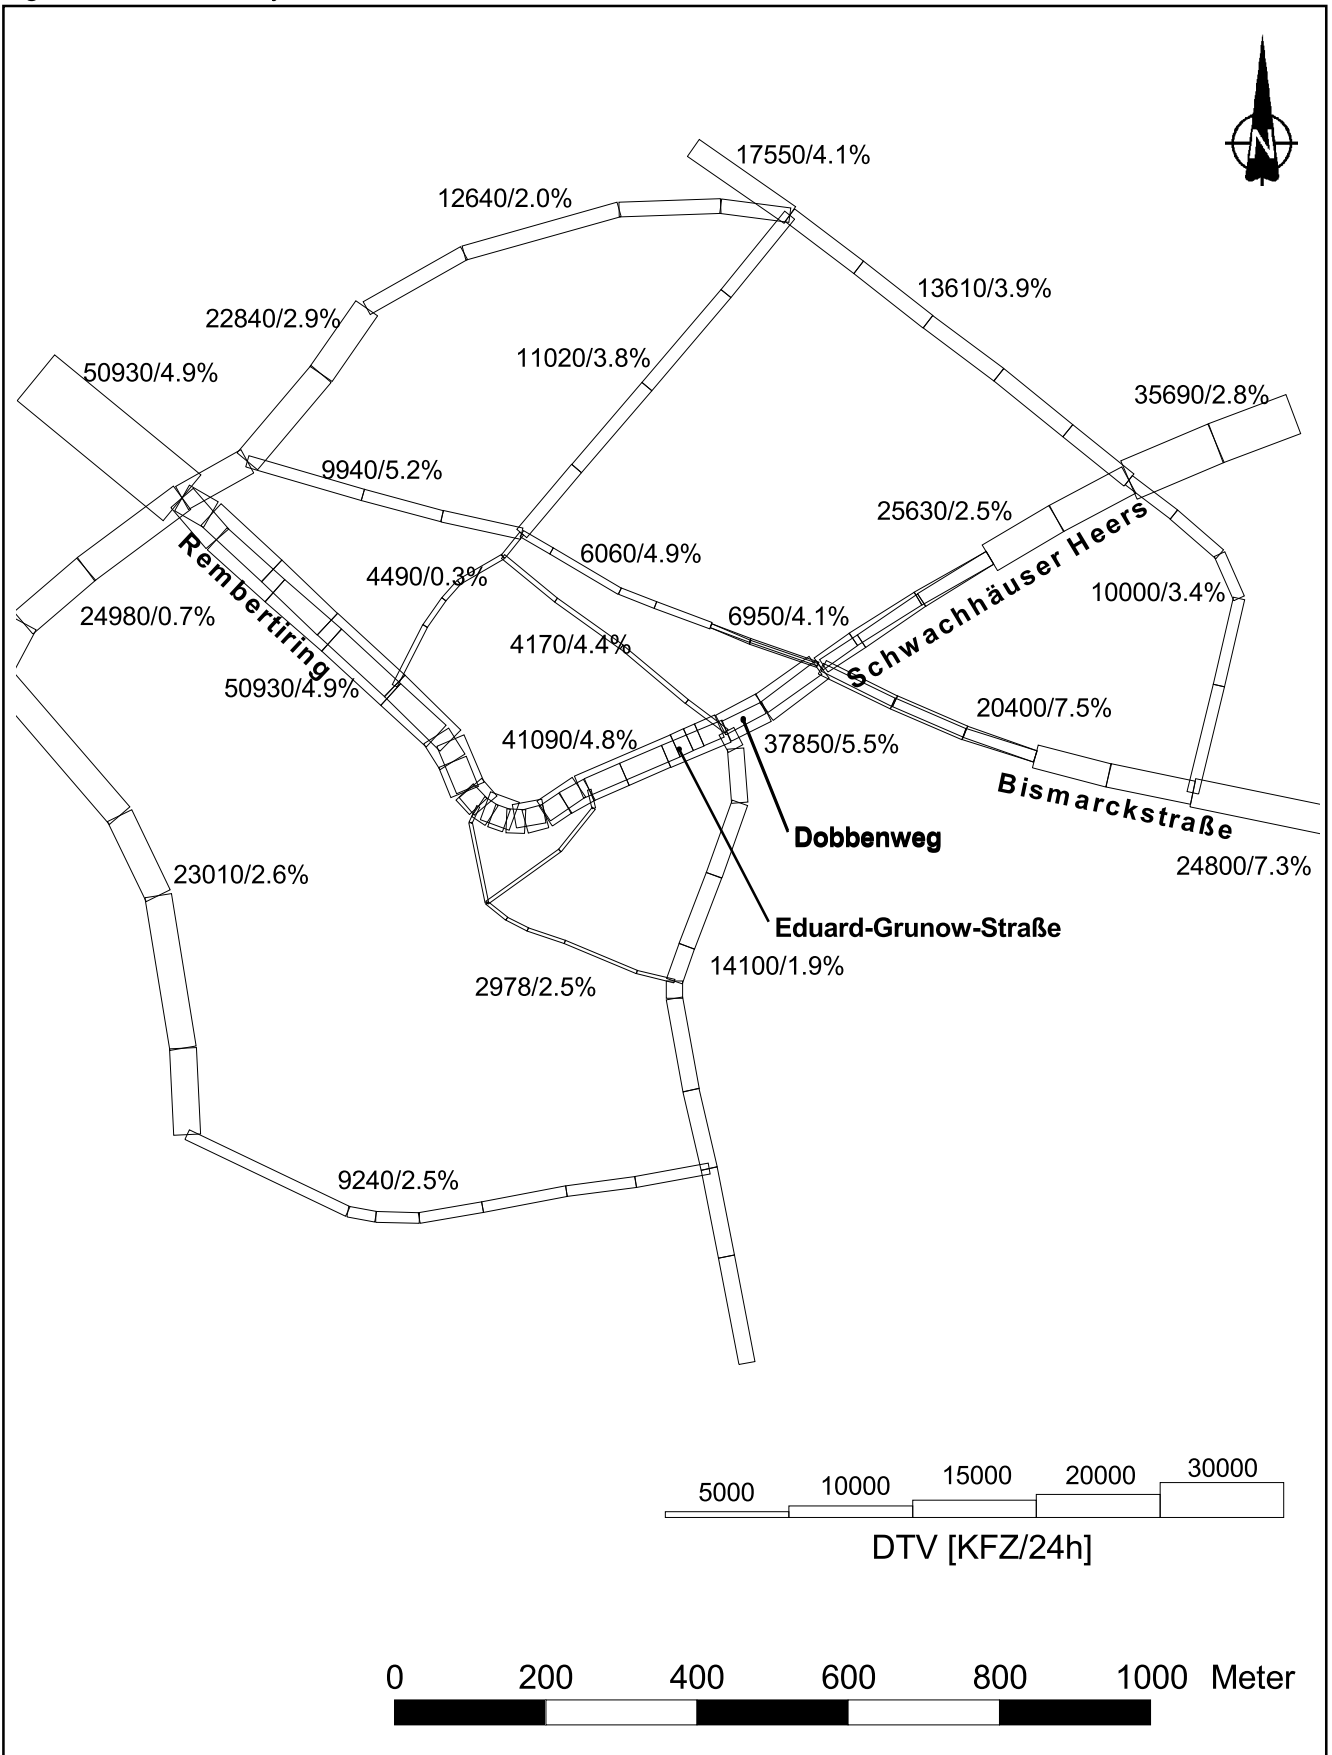 N
17550/4.1%
12640/2.0%
13610/3.9%
22840/2.9%
11020/3.8%
50930/4.9%
35690/2.8%
9940/5.2%
25630/2.5%
Schwachhäuser Heers
6060/4.9%
Rembertiring
4490/0.3%
10000/3.4%
24980/0.7%
6950/4.1%
4170/4.4%
50930/4.9%
20400/7.5%
41090/4.8%
37850/5.5%
Bismarckstraße
Dobbenweg
24800/7.3%
23010/2.6%
Eduard-Grunow-Straße
14100/1.9%
2978/2.5%
9240/2.5%
5000 10000 15000 20000 30000
DTV [KFZ/24h]
0 200 400 600 800 1000 Meter